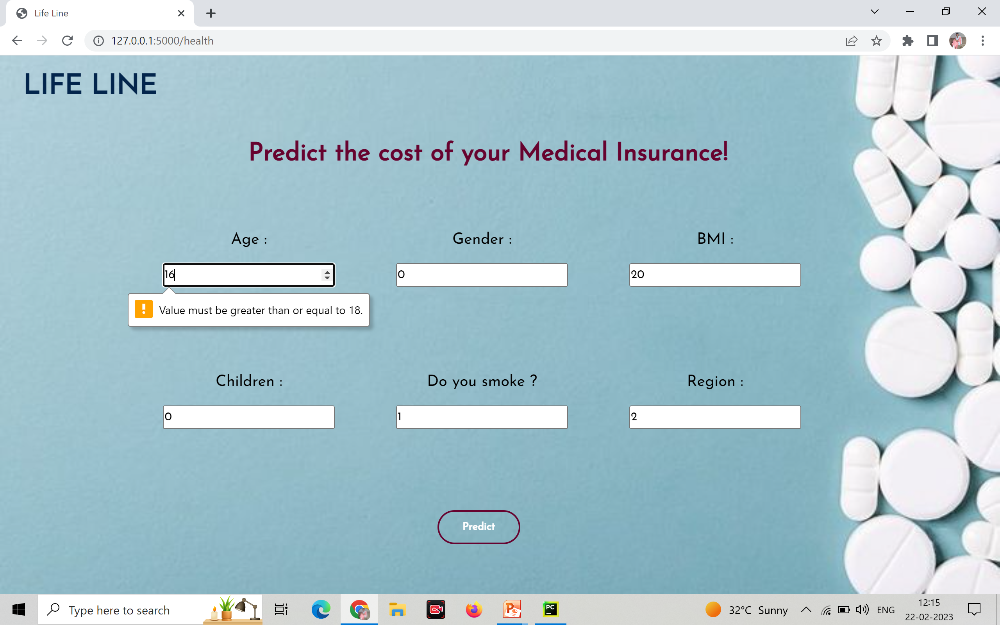 Life Line
127.0.0.1:5000/health
LIFE LINE
Predict the cost of your Medical Insurance!
Age : Gender : BMI :
16 0 20
Value must be greater than or equal to 18.
Children : Do you smoke ? Region :
0 1 2
Predict
Type here to search
PC
32°C Sunny
ENG
12:15
22-02-2023